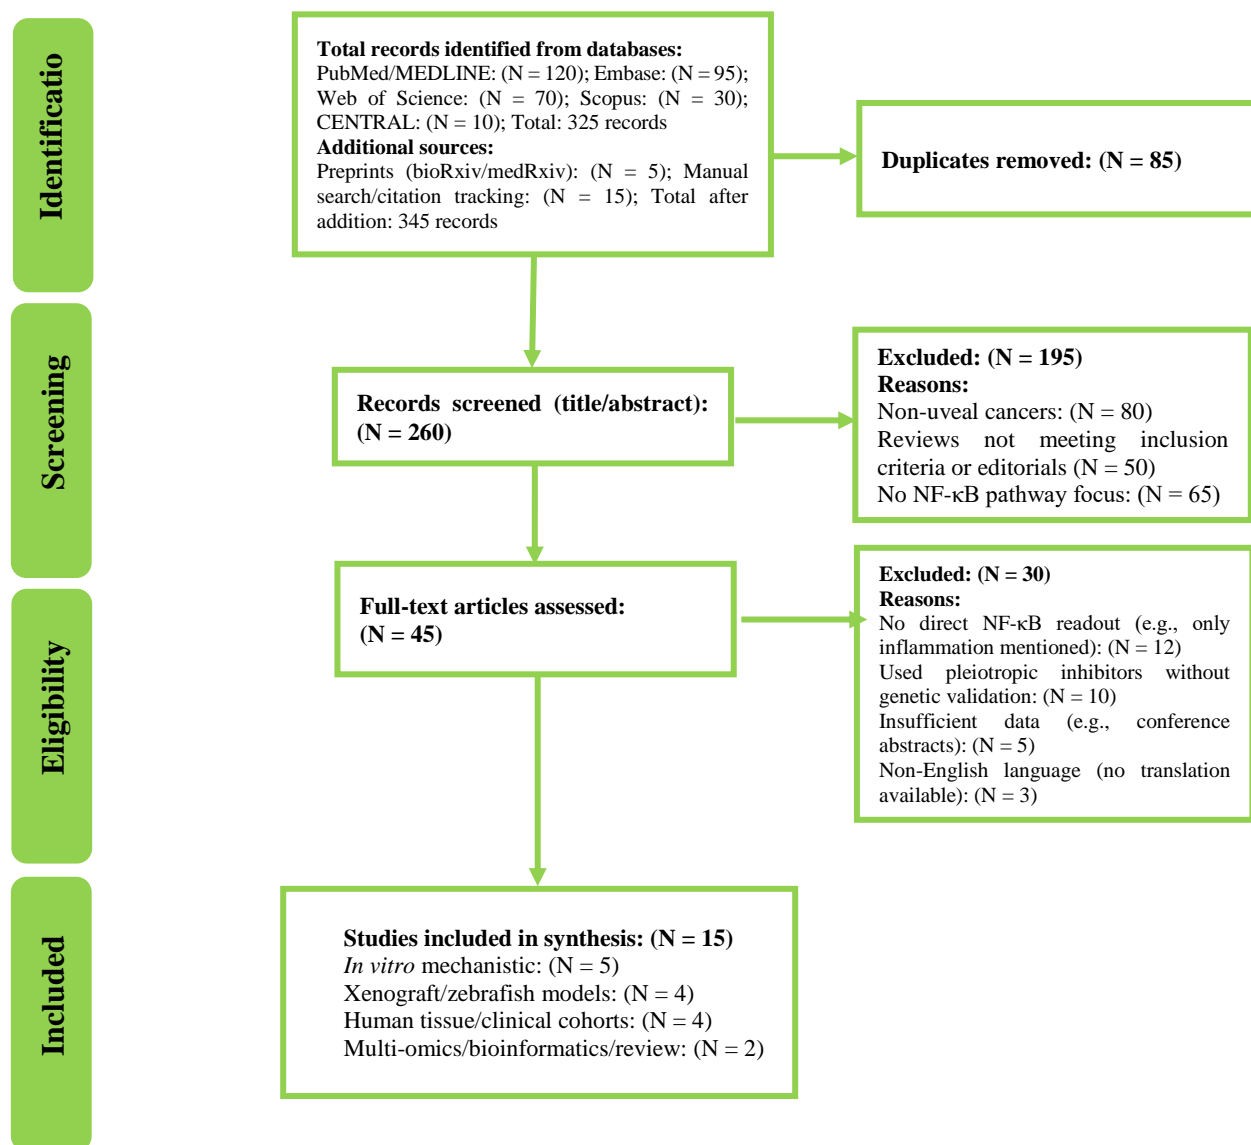 Identificatio
Total records identified from databases:
PubMed/MEDLINE: (N = 120); Embase: (N = 95);
Web of Science: (N = 70); Scopus: (N = 30);
CENTRAL: (N = 10); Total: 325 records
Additional sources:
Preprints (bioRxiv/medRxiv): (N = 5); Manual
search/citation tracking: (N = 15); Total after
addition: 345 records
Duplicates removed: (N = 85)
Screening
Records screened (title/abstract):
(N = 260)
Excluded: (N = 195)
Reasons:
Non-uveal cancers: (N = 80)
Reviews not meeting inclusion
criteria or editorials (N = 50)
No NF-κB pathway focus: (N = 65)
Eligibility
Full-text articles assessed:
(N = 45)
Excluded: (N = 30)
Reasons:
No direct NF-κB readout (e.g., only
inflammation mentioned): (N = 12)
Used pleiotropic inhibitors without
genetic validation: (N = 10)
Insufficient data (e.g., conference
abstracts): (N = 5)
Non-English language (no translation
available): (N = 3)
Included
Studies included in synthesis: (N = 15)
In vitro mechanistic: (N = 5)
Xenograft/zebrafish models: (N = 4)
Human tissue/clinical cohorts: (N = 4)
Multi-omics/bioinformatics/review: (N = 2)